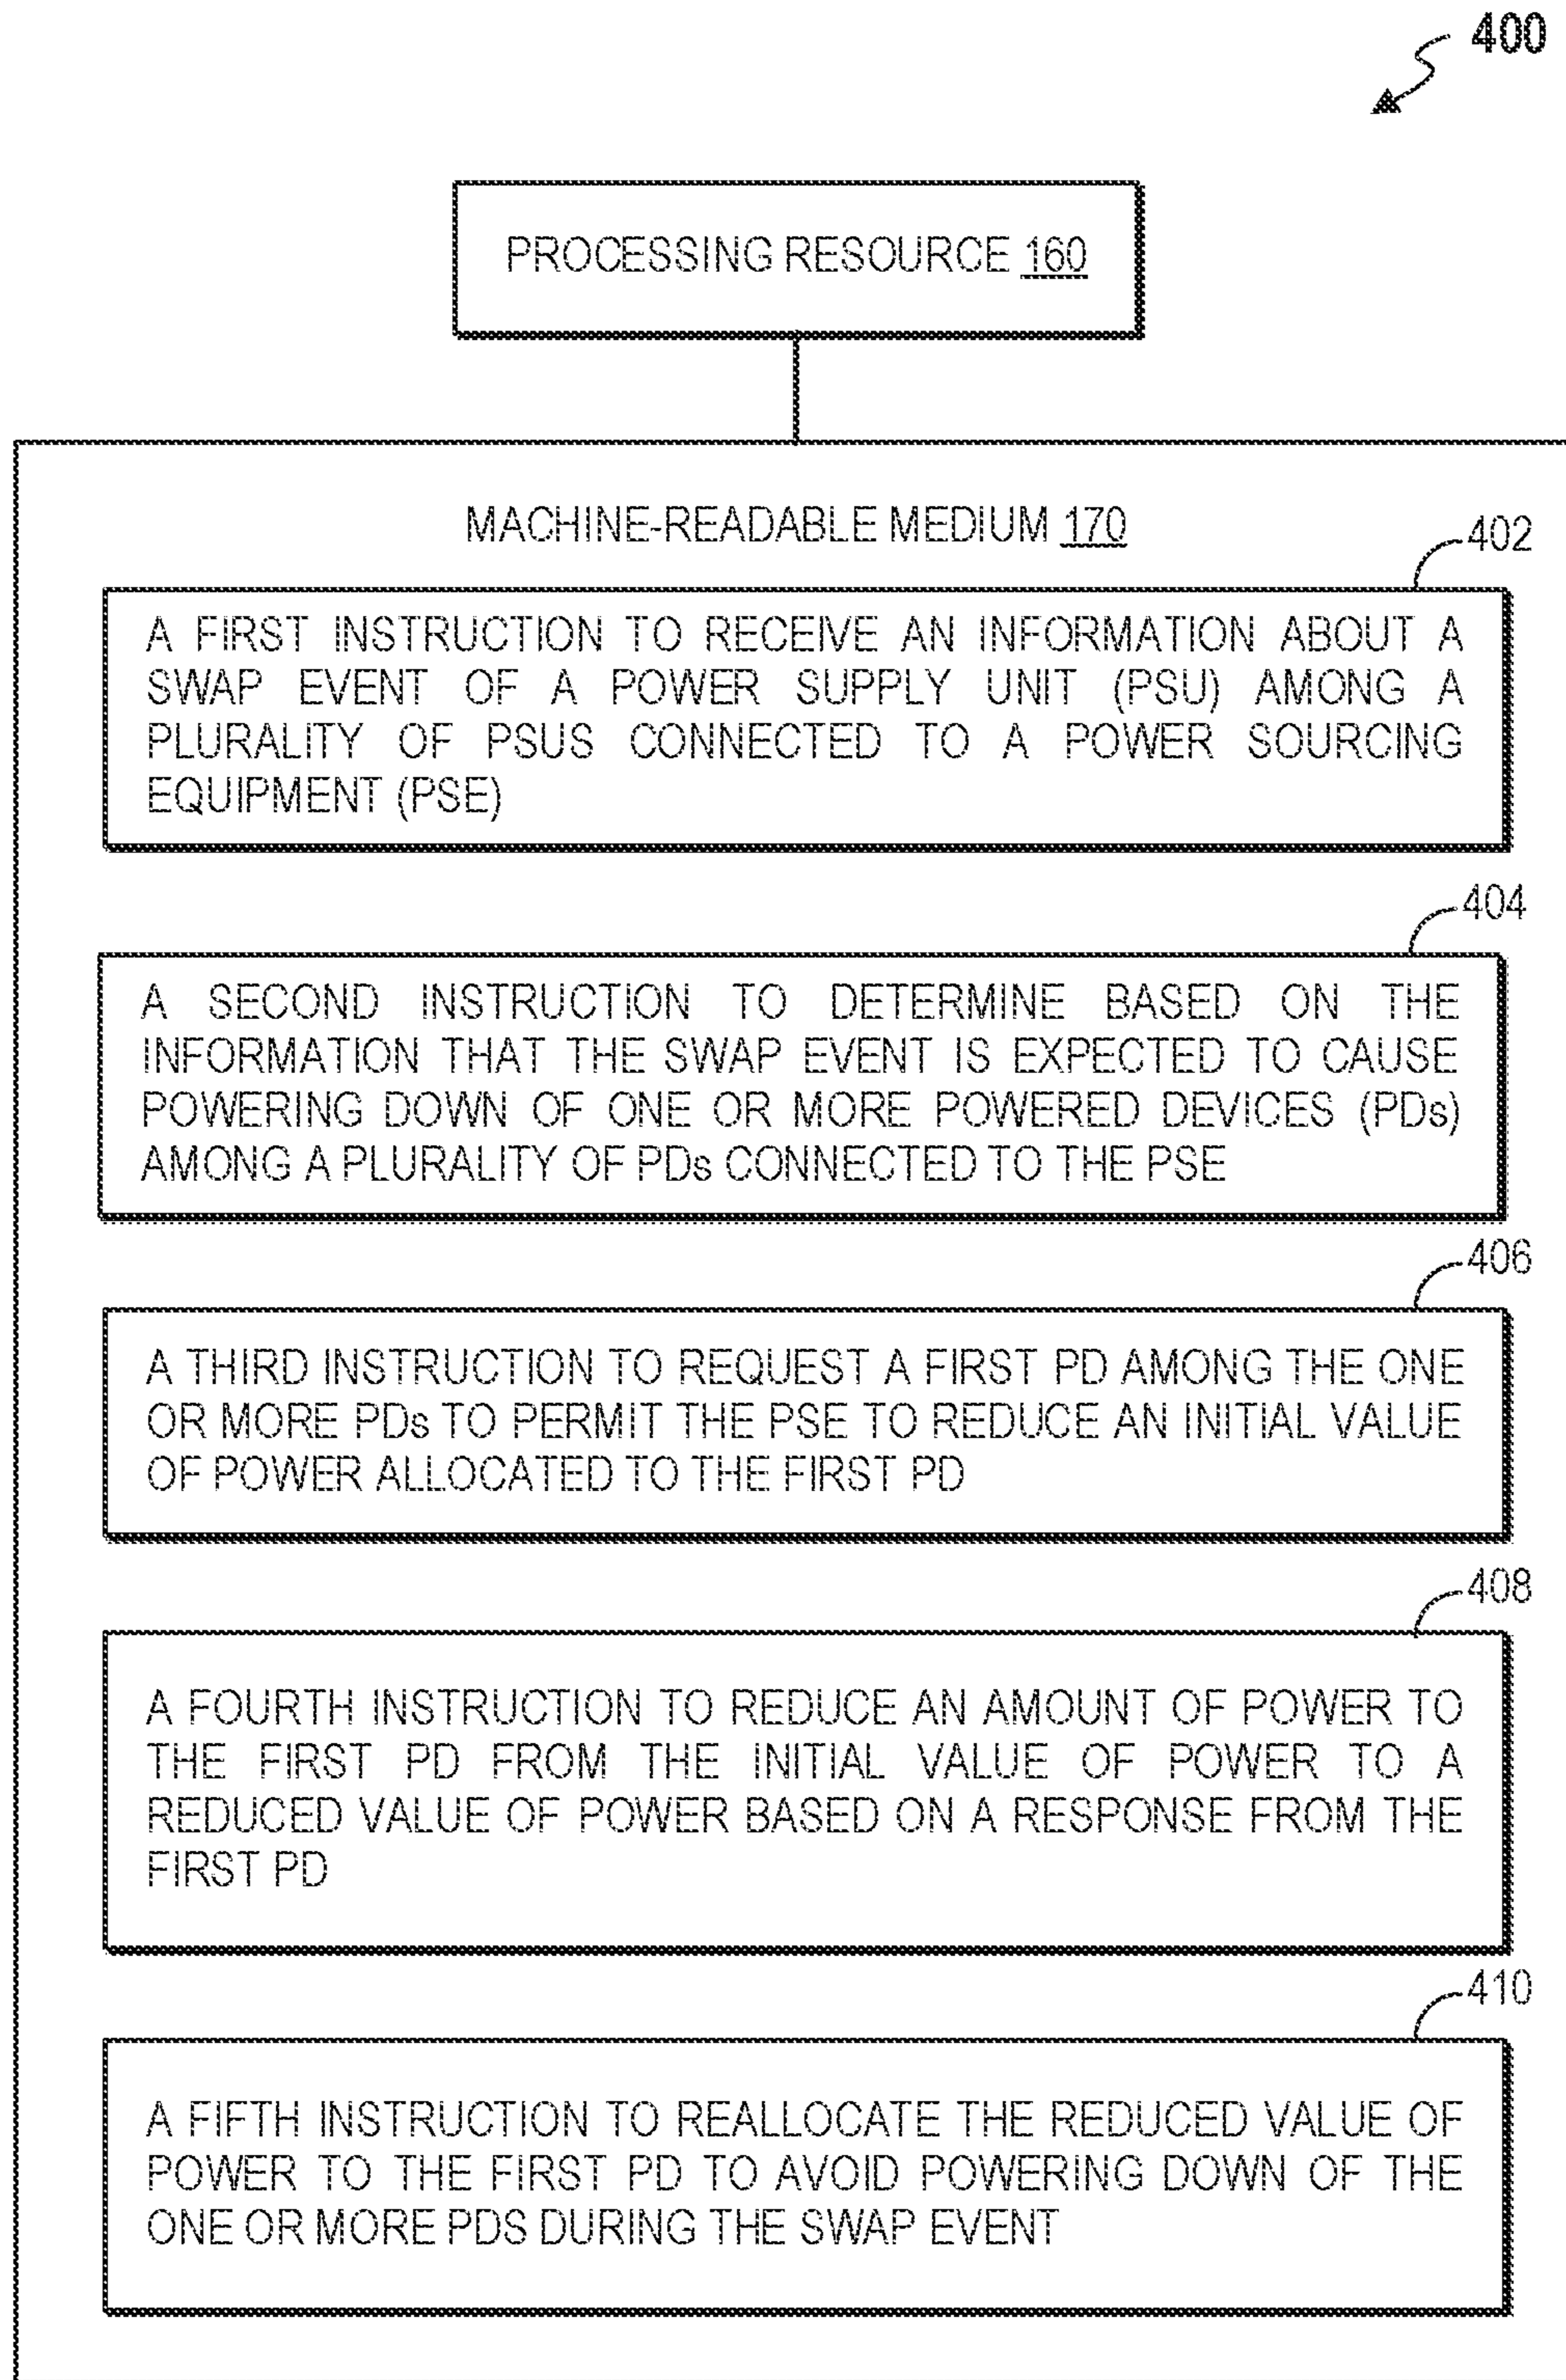 400
PROCESSING RESOURCE 160
MACHINE-READABLE MEDIUM 170
402
A FIRST INSTRUCTION TO RECEIVE AN INFORMATION ABOUT A
SWAP EVENT OF A POWER SUPPLY UNIT (PSU) AMONG A
PLURALITY OF PSUS CONNECTED TO A POWER SOURCING
EQUIPMENT (PSE)
404
A SECOND INSTRUCTION TO DETERMINE BASED ON THE
INFORMATION THAT THE SWAP EVENT IS EXPECTED TO CAUSE
POWERING DOWN OF ONE OR MORE POWERED DEVICES (PDs)
AMONG A PLURALITY OF PDs CONNECTED TO THE PSE
406
A THIRD INSTRUCTION TO REQUEST A FIRST PD AMONG THE ONE
OR MORE PDs TO PERMIT THE PSE TO REDUCE AN INITIAL VALUE
OF POWER ALLOCATED TO THE FIRST PD
408
A FOURTH INSTRUCTION TO REDUCE AN AMOUNT OF POWER TO
THE FIRST PD FROM THE INITIAL VALUE OF POWER TO A
REDUCED VALUE OF POWER BASED ON A RESPONSE FROM THE
FIRST PD
410
A FIFTH INSTRUCTION TO REALLOCATE THE REDUCED VALUE OF
POWER TO THE FIRST PD TO AVOID POWERING DOWN OF THE
ONE OR MORE PDS DURING THE SWAP EVENT